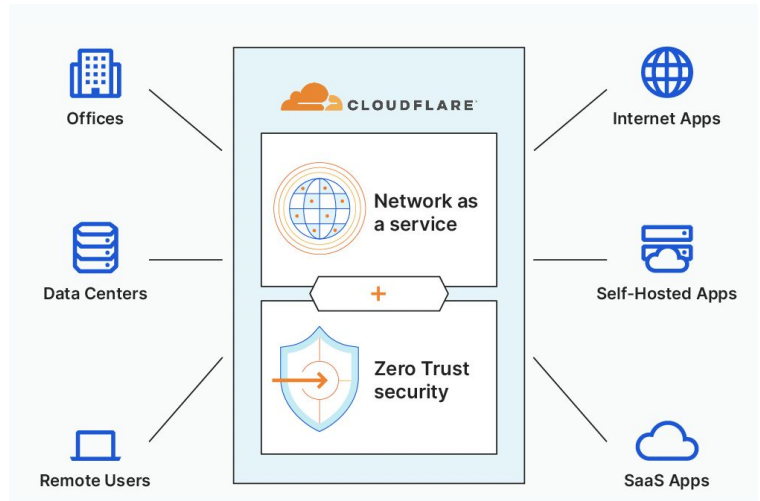 Offices
Data Centers
Remote Users
CLOUDFLARE
Network as
a service
+
Zero Trust
security
Internet Apps
Self-Hosted Apps
SaaS Apps